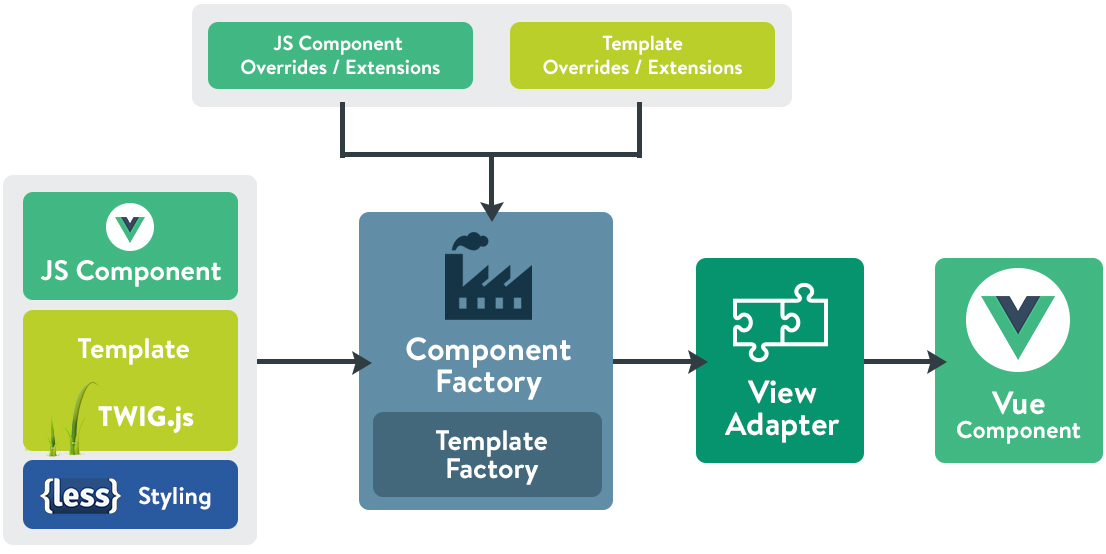 JS Component
Overrides / Extensions
Template
Overrides / Extensions
JS Component
Template
TWIG.js
{less} Styling
Component
Factory
Template
Factory
View
Adapter
Vue
Component